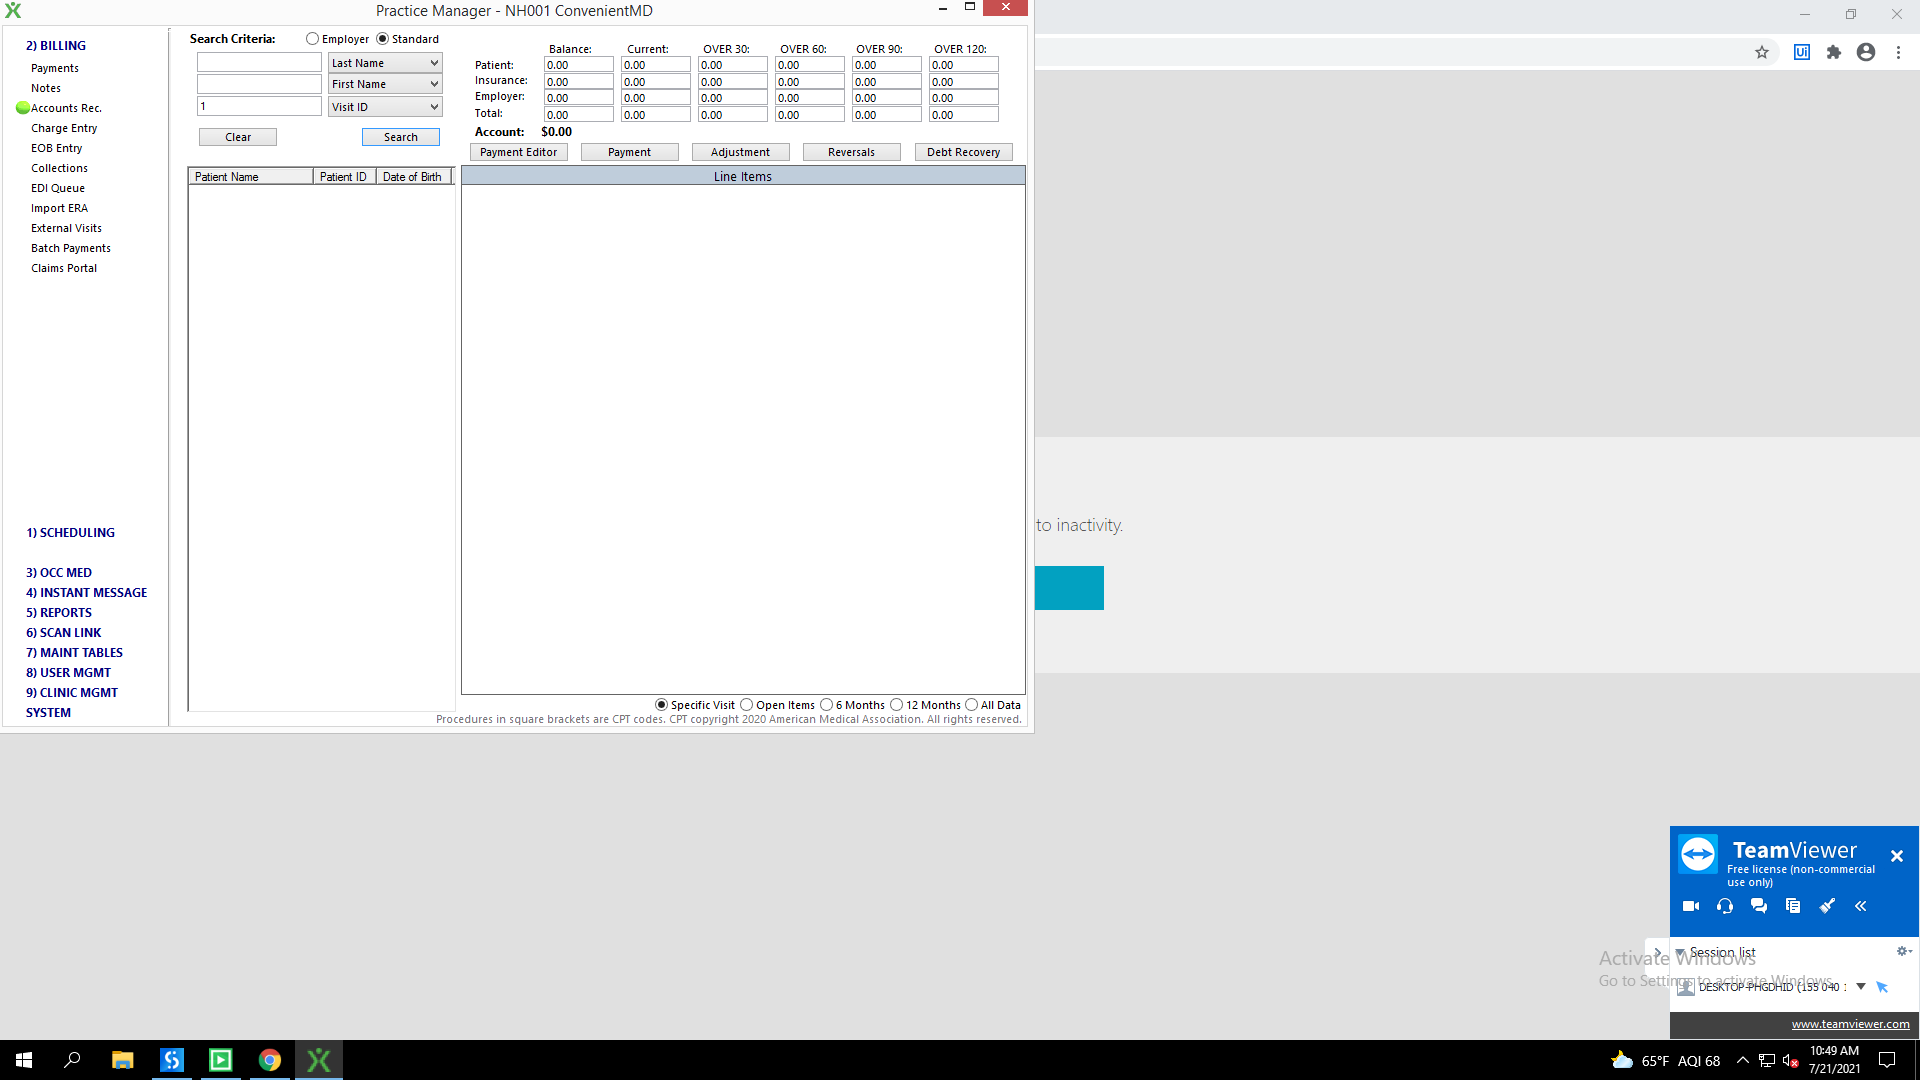 Practice Manager - NH001 ConvenientMD
2) BILLING
Payments
Notes
Accounts Rec.
Charge Entry
EOB Entry
Collections
EDI Queue
Import ERA
External Visits
Batch Payments
Claims Portal
1) SCHEDULING
3) OCC MED
4) INSTANT MESSAGE
5) REPORTS
6) SCAN LINK
7) MAINT TABLES
8) USER MGMT
9) CLINIC MGMT
SYSTEM
Search Criteria: Employer Standard
Last Name
First Name
1 Visit ID
Clear Search
Patient Name Patient ID Date of Birth
Balance: Current: OVER 30: OVER 60: OVER 90: OVER 120:
Patient: 0.00 0.00 0.00 0.00 0.00 0.00
Insurance: 0.00 0.00 0.00 0.00 0.00 0.00
Employer: 0.00 0.00 0.00 0.00 0.00 0.00
Total: 0.00 0.00 0.00 0.00 0.00 0.00
Account: $0.00
Payment Editor Payment Adjustment Reversals Debt Recovery
Line Items
Specific Visit Open Items 6 Months 12 Months All Data
Procedures in square brackets are CPT codes. CPT copyright 2020 American Medical Association. All rights reserved.
Ui
to inactivity.
TeamViewer
Free license (non-commercial
use only)
Session list
DESKTOP-PHGDHID (155 040
www.teamviewer.com
Activate Windows
Go to Settings to activate Windows.
65°F AQI 68
10:49 AM
7/21/2021